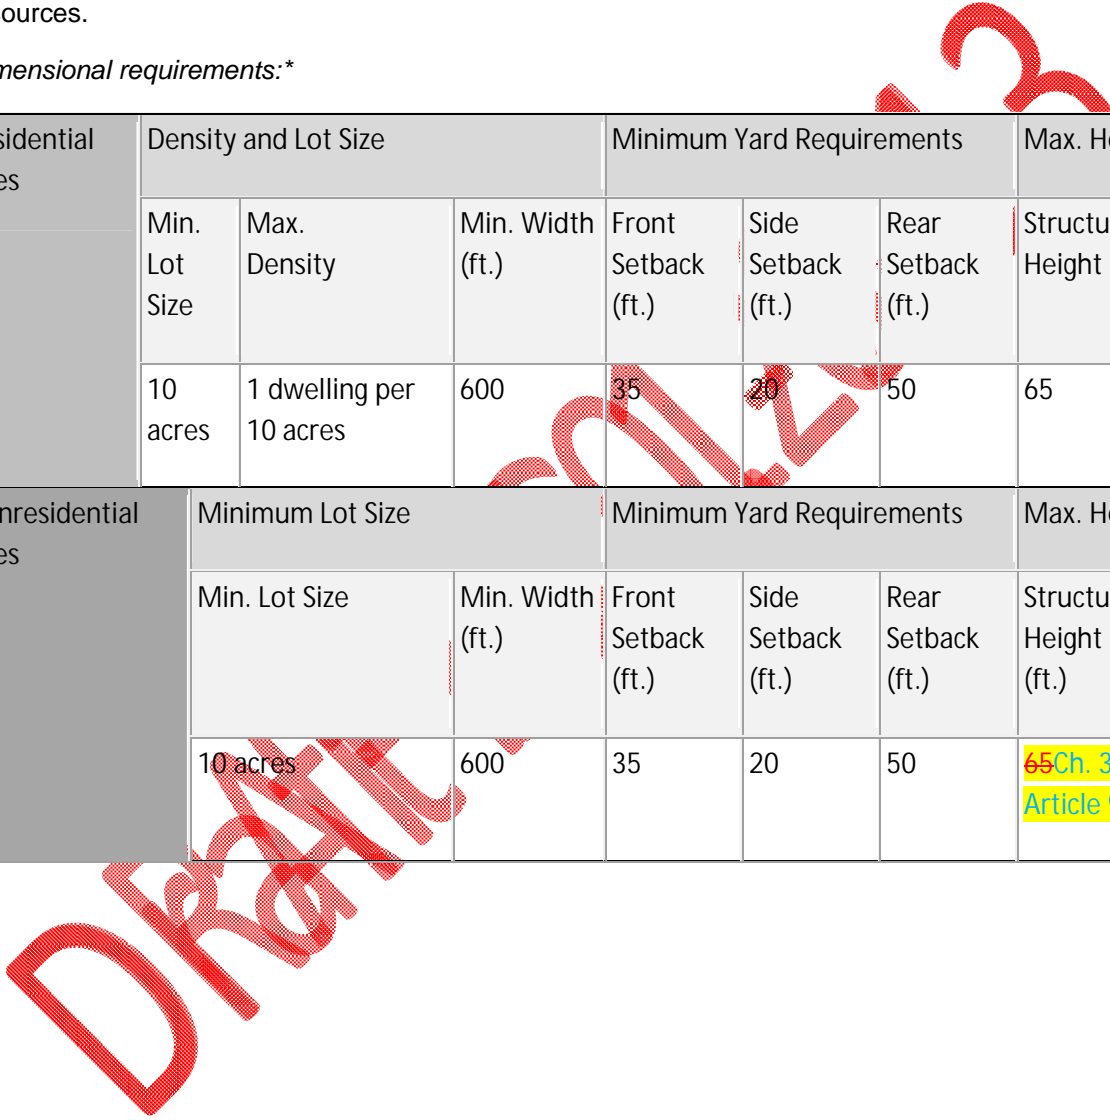 sources.
mensional requirements:*
sidential
es
Density and Lot Size
Minimum Yard Requirements
Max. He
Min.
Lot
Size
Max.
Density
Min. Width
(ft.)
Front
Setback
(ft.)
Side
Setback
(ft.)
Rear
Setback
(ft.)
Structu
Height
10
acres
1 dwelling per
10 acres
600
35
20
50
65
nresidential
es
Minimum Lot Size
Minimum Yard Requirements
Max. He
Min. Lot Size
Min. Width
(ft.)
Front
Setback
(ft.)
Side
Setback
(ft.)
Rear
Setback
(ft.)
Structu
Height
(ft.)
10 acres
600
35
20
50
65Ch. 3
Article